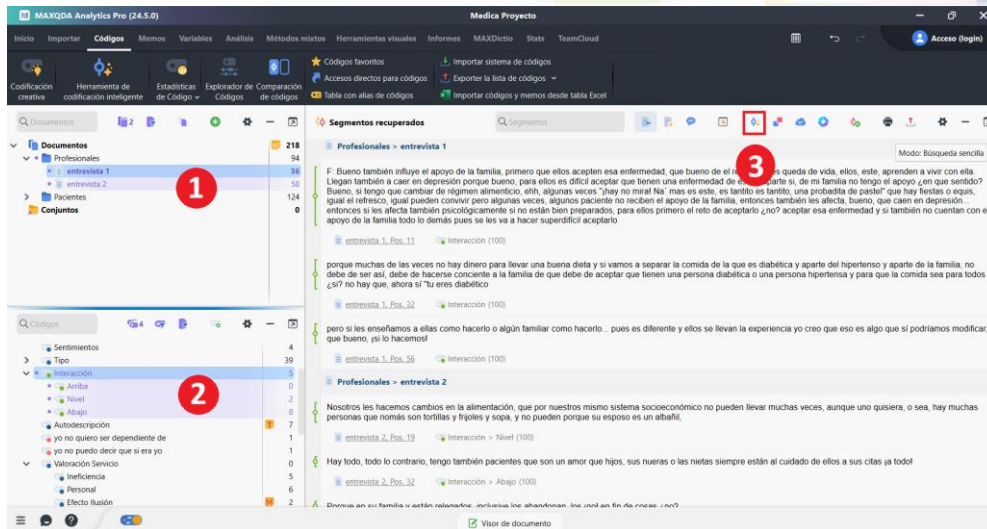 MAXQDA Analytics Pro (24.5.0)
Medica Proyecto
Inicio Importar Códigos Memos Variables Análisis Métodos mixtos Herramientas visuales Informes MAXDictio Stats TeamCloud
Acceso (login)
Codificación creativa
Herramienta de codificación inteligente
Estadísticas de Código
Explorador de Códigos
Comparación de códigos
Códigos favoritos
Accesos directos para códigos
Tabla con alias de códigos
Importar sistema de códigos
Exporter la lista de códigos
Importar códigos y memos desde tabla Excel
Documentos
2
Documentos 218
Profesionales 94
entrevista 1 36
entrevista 2 58
Pacientes 124
Conjuntos 0
1
Códigos
4
Sentimientos 4
Tipo 39
Interacción 5
Arriba 0
Nivel 2
Abajo 8
Autodescripción 7
yo no quiero ser dependiente de 1
yo no puedo decir que si era yo 1
Valoración Servicio 0
Ineficiencia 5
Personal 6
Efecto Ilusión 2
2
Segmentos recuperados
Segmentos
3
Modo: Búsqueda sencilla
Profesionales > entrevista 1
F: Bueno también influye el apoyo de la familia, primero que ellos acepten esa enfermedad, que bueno de el
es queda de vida, ellos, este, aprenden a vivir con ella.
Llegan también a caer en depresión porque bueno, para ellos es difícil aceptar que tienen una enfermedad de
parte si, de mi familia no tengo el apoyo ¿en que sentido?
Bueno, si tengo que cambiar de régimen alimenticio, ehh, algunas veces "¡hay no mira! Na' mas es este, es tantito es tantito, una probadita de pastel" que hay fiestas o equis,
igual el refresco, igual pueden convivir pero algunas veces, algunos paciente no reciben el apoyo de la familia, entonces también les afecta, bueno, que caen en depresión...
entonces si les afecta también psicológicamente si no están bien preparados, para ellos primero el reto de aceptarlo ¿no? aceptar esa enfermedad y si también no cuentan con e
apoyo de la familia todo lo demás pues se les va a hacer superdifícil aceptarlo
entrevista 1, Pos. 11 Interacción (100)
porque muchas de las veces no hay dinero para llevar una buena dieta y si vamos a separar la comida de la que es diabética y aparte del hipertenso y aparte de la familia, no
debe de ser así, debe de hacerse conciente a la familia de que debe de aceptar que tienen una persona diabética o una persona hipertensa y para que la comida sea para todos
¿si? no hay que, ahora sí "tu eres diabético
entrevista 1, Pos. 32 Interacción (100)
pero si les enseñamos a ellas como hacerlo o algún familiar como hacerlo... pues es diferente y ellos se llevan la experiencia yo creo que eso es algo que sí podríamos modificar,
que bueno, ¡si lo hacemos!
entrevista 1, Pos. 56 Interacción (100)
Profesionales > entrevista 2
Nosotros les hacemos cambios en la alimentación, que por nuestros mismo sistema socioeconómico no pueden llevar muchas veces, aunque uno quisiera, o sea, hay muchas
personas que nomás son tortillas y frijoles y sopa, y no pueden porque su esposo es un albañil,
entrevista 2, Pos. 19 Interacción > Nivel (100)
Hay todo, todo lo contrario, tengo también pacientes que son un amor que hijos, sus nueras o las nietas siempre están al cuidado de ellos a sus citas ¡a todo!
entrevista 2, Pos. 32 Interacción > Abajo (100)
Porque en su familia y están relegados, inclusive los abandonan, los
en fin de cosas ¿no?
Visor de documento